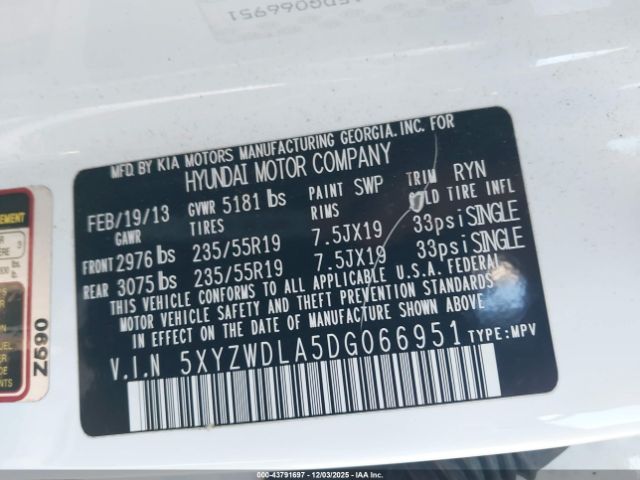 5DG066951
MFD. BY KIA MOTORS MANUFACTURING GEORGIA. INC. FOR
HYUNDAI MOTOR COMPANY
FEB/19/13 GVWR 5181 lbs PAINT SWP TRIM RYN
GAWR TIRES RIMS TIRE INFL
FRONT 2976 lbs 235/55R19 7.5JX19 33psi SINGLE
REAR 3075 lbs 235/55R19 7.5JX19 33psi SINGLE
THIS VEHICLE CONFORMS TO ALL APPLICABLE U.S.A. FEDERAL
MOTOR VEHICLE SAFETY AND THEFT PREVENTION STANDARDS
IN EFFECT ON THE DATE OF MANUFACTURE SHOWN ABOVE.
V.I.N 5XYZWDLA5DG066951 TYPE: MPV
Z590
000-43791697 - 12/03/2025 - IAAI.COM